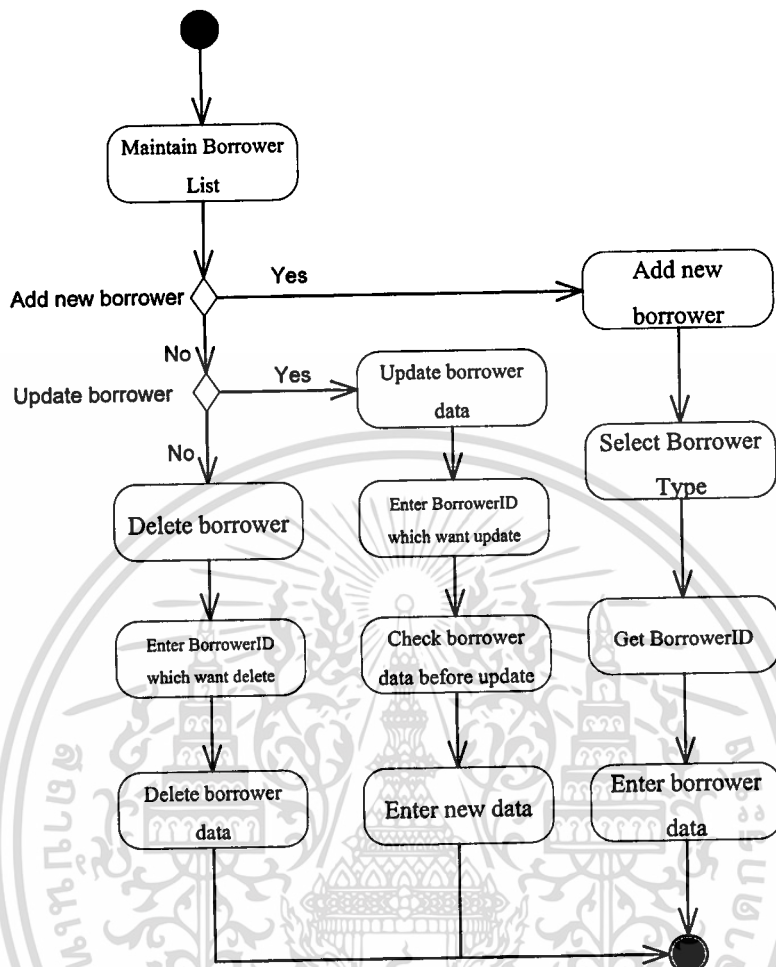 Maintain Borrower
List
Add new borrower
Yes
Add new
borrower
No
Update borrower
Yes
Update borrower
data
Select Borrower
Type
No
Delete borrower
Enter BorrowerID
which want update
Enter BorrowerID
which want delete
Check borrower
data before update
Get BorrowerID
Delete borrower
data
Enter new data
Enter borrower
data